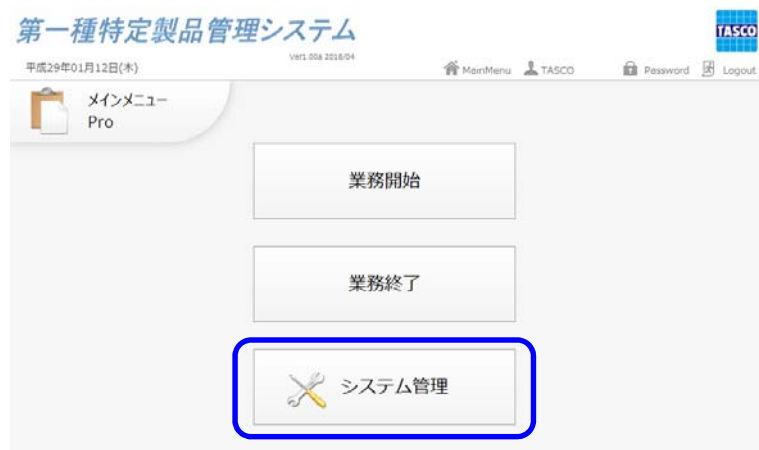 第一種特定製品管理システム
TASCO
Ver1.00a 2016/04
平成29年01月12日(木)
MainMenu TASCO Password Logout
メインメニュー
Pro
業務開始
業務終了
システム管理